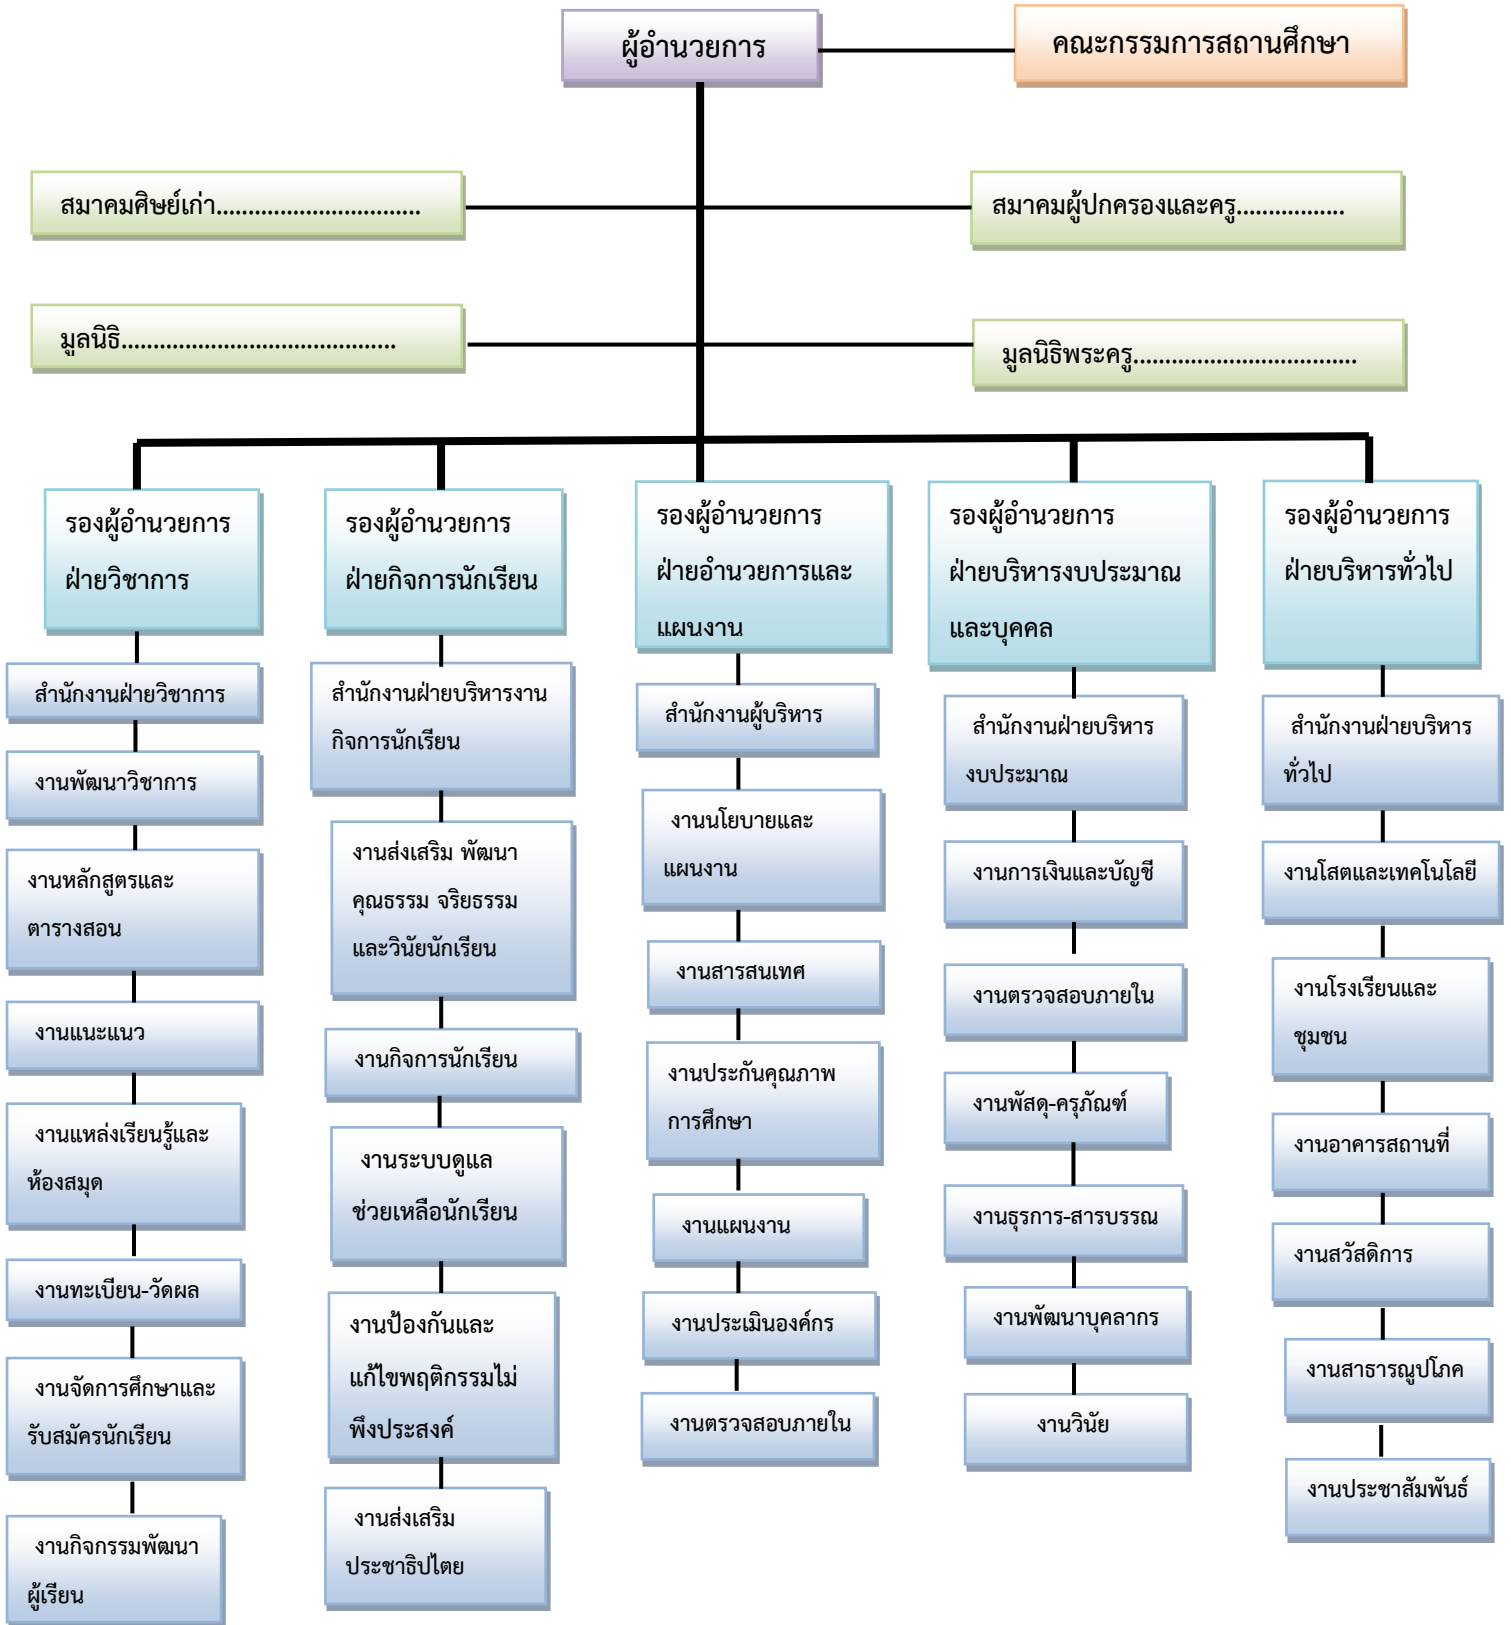 ผู้อำนวยการ
คณะกรรมการสถานศึกษา
สมาคมศิษย์เก่า................................
สมาคมผู้ปกครองและครู.................
มูลนิธิ...........................................
มูลนิธิพระครู...................................
รองผู้อำนวยการ
ฝ่ายวิชาการ
สำนักงานฝ่ายวิชาการ
งานพัฒนาวิชาการ
งานหลักสูตรและ
ตารางสอน
งานแนะแนว
งานแหล่งเรียนรู้และ
ห้องสมุด
งานทะเบียน-วัดผล
งานจัดการศึกษาและ
รับสมัครนักเรียน
งานกิจกรรมพัฒนา
ผู้เรียน
รองผู้อำนวยการ
ฝ่ายกิจการนักเรียน
สำนักงานฝ่ายบริหารงาน
กิจการนักเรียน
งานส่งเสริม พัฒนา
คุณธรรม จริยธรรม
และวินัยนักเรียน
งานกิจการนักเรียน
งานระบบดูแล
ช่วยเหลือนักเรียน
งานป้องกันและ
แก้ไขพฤติกรรมไม่
พึงประสงค์
งานส่งเสริม
ประชาธิปไตย
รองผู้อำนวยการ
ฝ่ายอำนวยการและ
แผนงาน
สำนักงานผู้บริหาร
งานนโยบายและ
แผนงาน
งานสารสนเทศ
งานประกันคุณภาพ
การศึกษา
งานแผนงาน
งานประเมินองค์กร
งานตรวจสอบภายใน
รองผู้อำนวยการ
ฝ่ายบริหารงบประมาณ
และบุคคล
สำนักงานฝ่ายบริหาร
งบประมาณ
งานการเงินและบัญชี
งานตรวจสอบภายใน
งานพัสดุ-ครุภัณฑ์
งานธุรการ-สารบรรณ
งานพัฒนาบุคลากร
งานวินัย
รองผู้อำนวยการ
ฝ่ายบริหารทั่วไป
สำนักงานฝ่ายบริหาร
ทั่วไป
งานโสตและเทคโนโลยี
งานโรงเรียนและ
ชุมชน
งานอาคารสถานที่
งานสวัสดิการ
งานสาธารณูปโภค
งานประชาสัมพันธ์